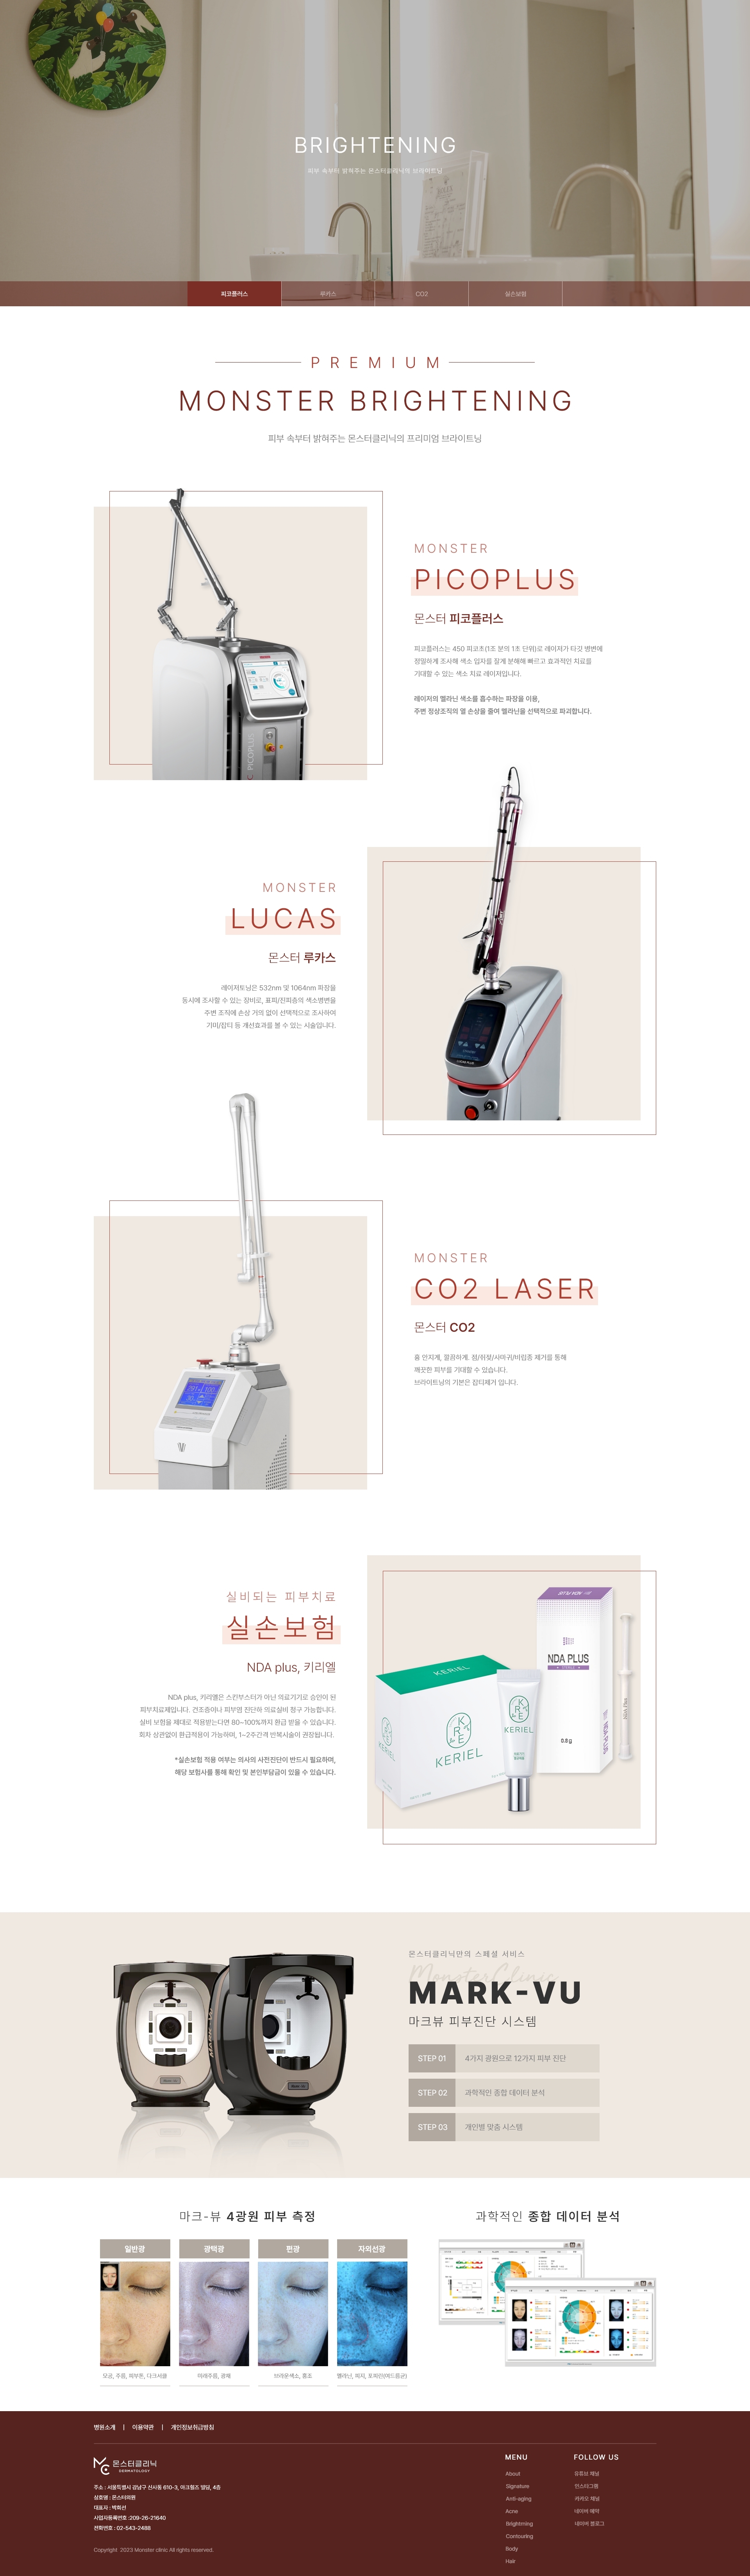 BRIGHTENING
피부 속부터 밝혀주는 몬스터클리닉의 브라이트닝
피코플러스
루카스
CO2
실손보험
PREMIUM
MONSTER BRIGHTENING
피부 속부터 밝혀주는 몬스터클리닉의 프리미엄 브라이트닝
MONSTER
PICOPLUS
몬스터 피코플러스
피코플러스는 450 피코초(1조 분의 1초 단위)로 레이저가 타깃 병변에
정밀하게 조사해 색소 입자를 잘게 분해해 빠르고 효과적인 치료를
기대할 수 있는 색소 치료 레이저입니다.
레이저의 멜라닌 색소를 흡수하는 파장을 이용,
주변 정상조직의 열 손상을 줄여 멜라닌을 선택적으로 파괴합니다.
PICOPLUS
MONSTER
LUCAS
몬스터 루카스
레이저토닝은 532nm 및 1064nm 파장을
동시에 조사할 수 있는 장비로, 표피/진피층의 색소병변을
주변 조직에 손상 거의 없이 선택적으로 조사하여
기미/잡티 등 개선효과를 볼 수 있는 시술입니다.
LUCAS PLUS
MONSTER
CO2 LASER
몬스터 CO2
흉 안지게, 깔끔하게. 점/쥐젖/사마귀/비립종 제거를 통해
깨끗한 피부를 기대할 수 있습니다.
브라이트닝의 기본은 잡티제거 입니다.
실비되는 피부치료
실손보험
NDA plus, 키리엘
NDA plus, 키리엘은 스킨부스터가 아닌 의료기기로 승인이 된
피부치료제입니다. 건조증이나 피부염 진단하 의료실비 청구 가능합니다.
실비 보험을 제대로 적용받는다면 80~100%까지 환급 받을 수 있습니다.
회차 상관없이 환급적용이 가능하며, 1~2주간격 반복시술이 권장됩니다.
*실손보험 적용 여부는 의사의 사전진단이 반드시 필요하며,
해당 보험사를 통해 확인 및 본인부담금이 있을 수 있습니다.
KERIEL
KERIEL
KERIEL
NDA PLUS
0.8 g
NDA Plus
몬스터클리닉만의 스페셜 서비스
MonsterClinic
MARK-VU
마크뷰 피부진단 시스템
STEP 01
4가지 광원으로 12가지 피부 진단
STEP 02
과학적인 종합 데이터 분석
STEP 03
개인별 맞춤 시스템
마크-뷰 4광원 피부 측정
일반광
광택광
편광
자외선광
모공, 주름, 피부톤, 다크서클
미래주름, 광채
브라운색소, 홍조
멜라닌, 피지, 포피린(여드름균)
과학적인 종합 데이터 분석
병원소개 | 이용약관 | 개인정보취급방침
몬스터클리닉
DERMATOLOGY
주소 : 서울특별시 강남구 신사동 610-3, 아크힐즈 빌딩, 4층
상호명 : 몬스터의원
대표자 : 박희선
사업자등록번호 :209-26-21640
전화번호 : 02-543-2488
Copyright 2023 Monster clinic All rights reserved.
MENU
About
Signature
Anti-aging
Acne
Brightning
Contouring
Body
Hair
FOLLOW US
유튜브 채널
인스타그램
카카오 채널
네이버 예약
네이버 블로그